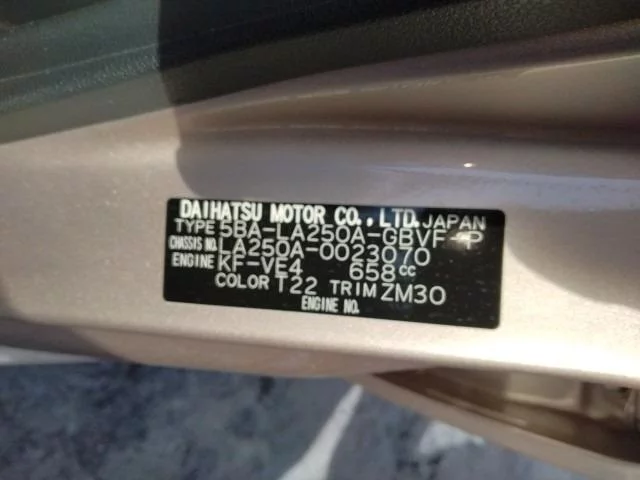 DAIHATSU MOTOR CO.,LTD. JAPAN
TYPE 5BA-LA250A-GBVF-P
CHASSIS NO. LA250A-0023070
ENGINE KF-VE4 658cc
COLOR T22 TRIM ZM30
ENGINE NO.